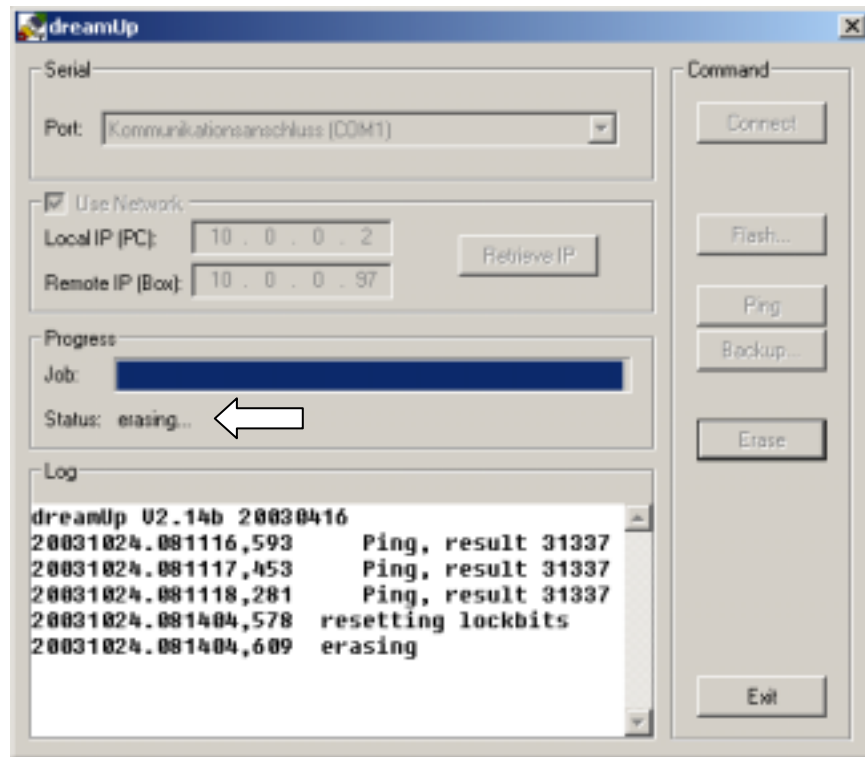 dreamUp
Serial
Port: Kommunikationsanschluss (COM1)
Use Network
Local IP (PC): 10 . 0 . 0 . 2
Remote IP (Box): 10 . 0 . 0 . 97
Retrieve IP
Progress
Job:
Status: erasing...
Log
dreamUp V2.14b 20030416
20031024.081116,593 Ping, result 31337
20031024.081117,453 Ping, result 31337
20031024.081118,281 Ping, result 31337
20031024.081404,578 resetting lockbits
20031024.081404,609 erasing
Command
Connect
Flash...
Ping
Backup...
Erase
Exit